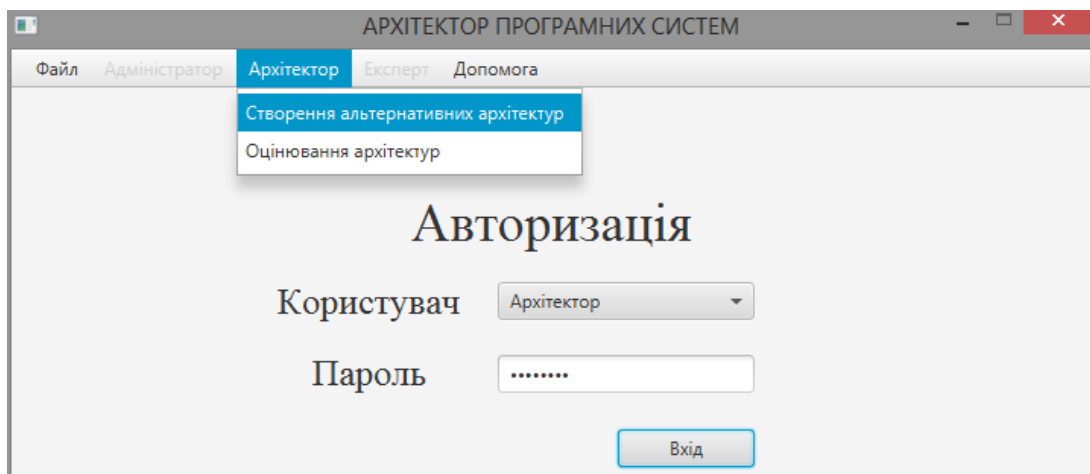 АРХІТЕКТОР ПРОГРАМНИХ СИСТЕМ
Файл Адміністратор Архітектор Експерт Допомога
Створення альтернативних архітектур
Оцінювання архітектур
Авторизація
Користувач Архітектор
Пароль ••••••••
Вхід